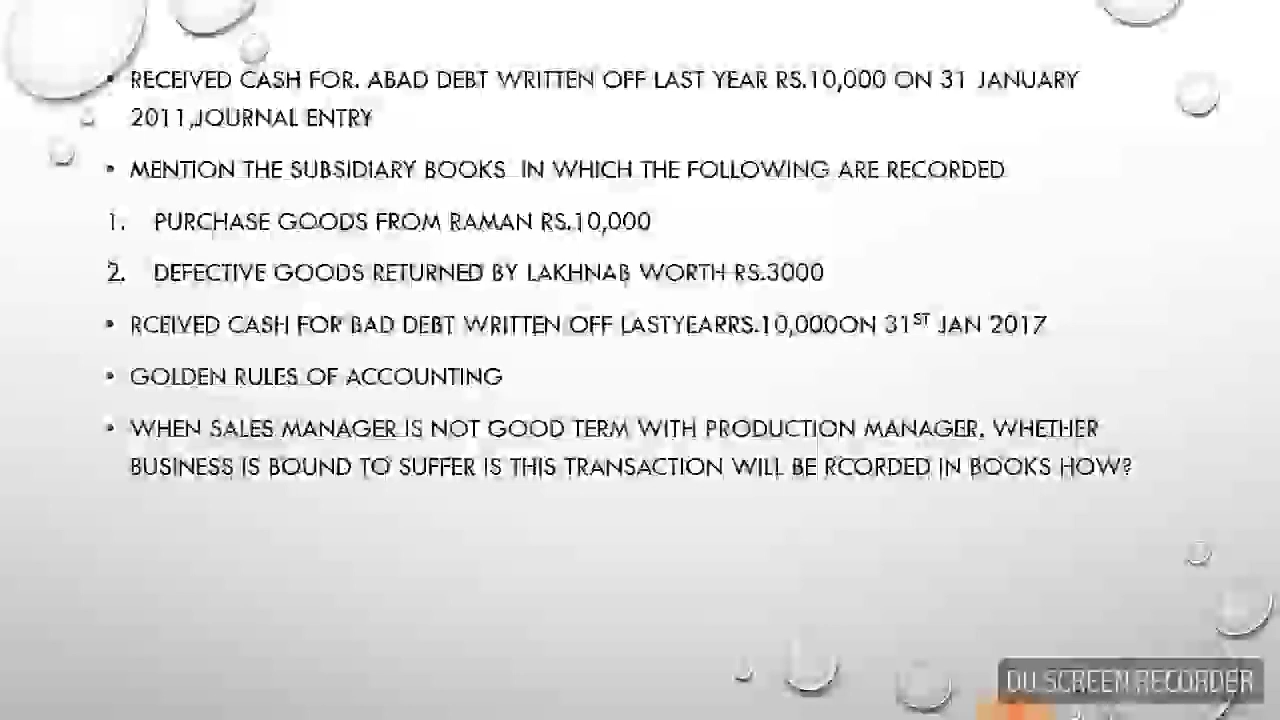 • RECEIVED CASH FOR. ABAD DEBT WRITTEN OFF LAST YEAR RS.10,000 ON 31 JANUARY
2011,JOURNAL ENTRY
• MENTION THE SUBSIDIARY BOOKS IN WHICH THE FOLLOWING ARE RECORDED
1. PURCHASE GOODS FROM RAMAN RS.10,000
2. DEFECTIVE GOODS RETURNED BY LAKHNAB WORTH RS.3000
• RCEIVED CASH FOR BAD DEBT WRITTEN OFF LASTYEARRS.10,000ON 31ST JAN 2017
• GOLDEN RULES OF ACCOUNTING
• WHEN SALES MANAGER IS NOT GOOD TERM WITH PRODUCTION MANAGER. WHETHER
BUSINESS IS BOUND TO SUFFER IS THIS TRANSACTION WILL BE RCORDED IN BOOKS HOW?
DU SCREEN RECORDER